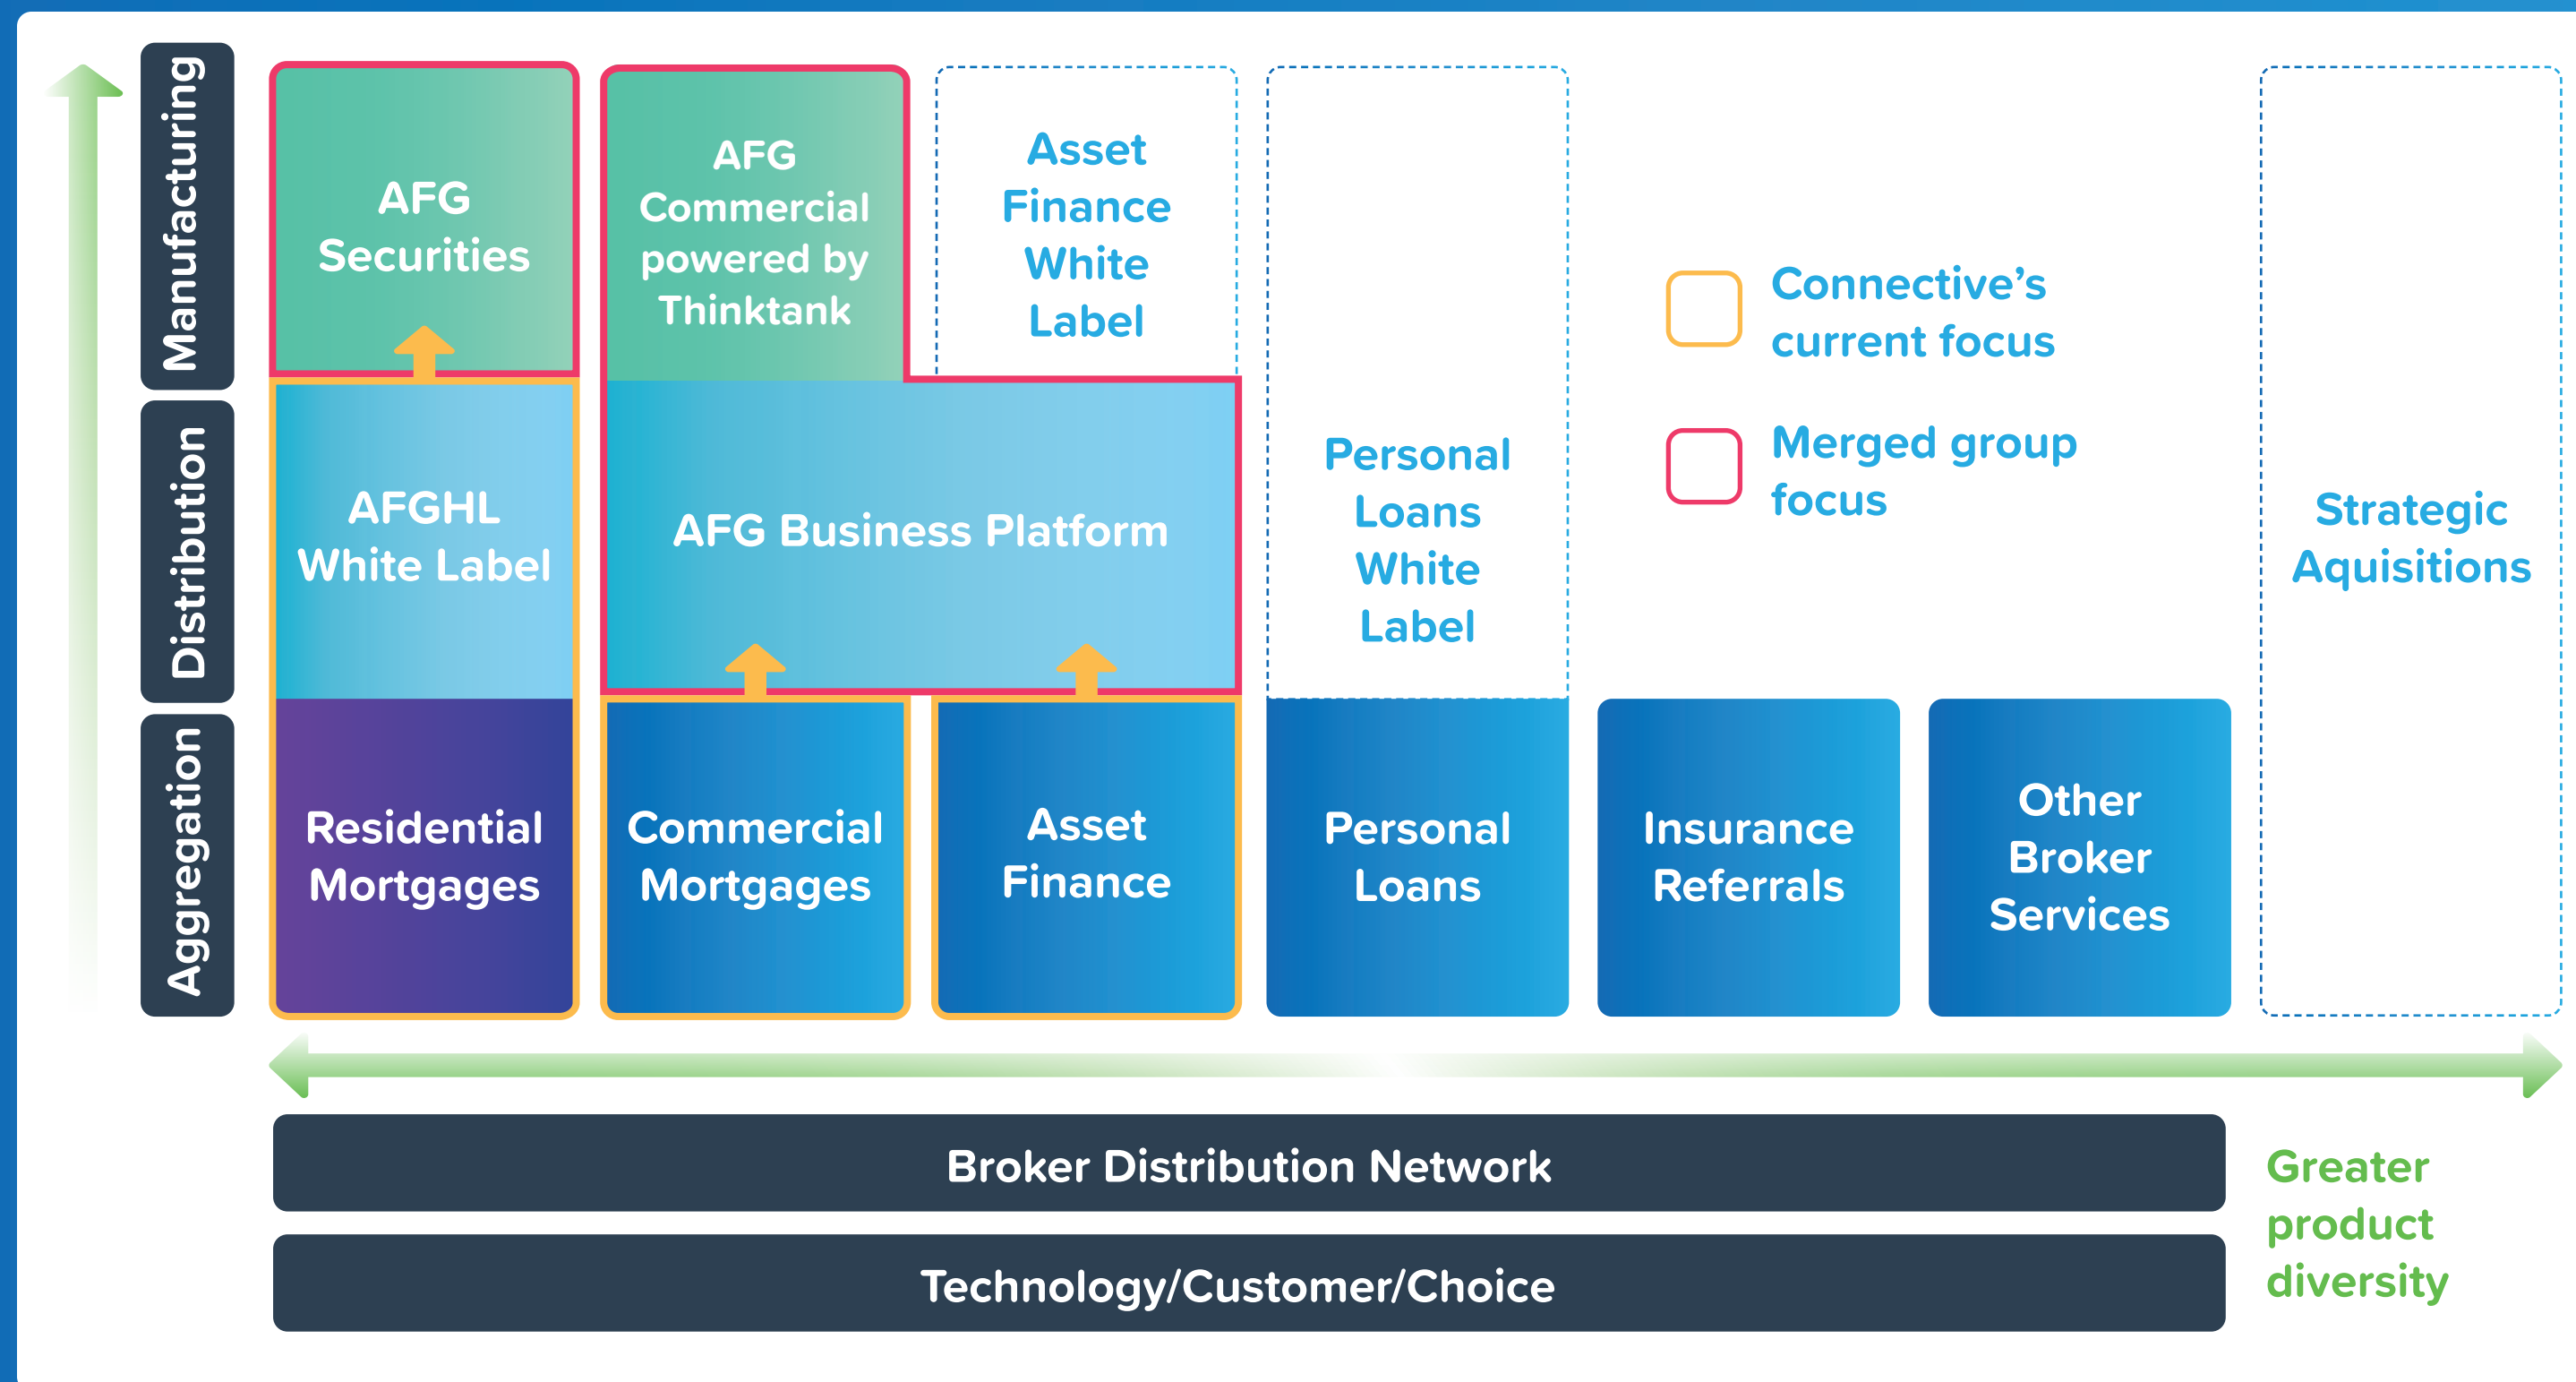 Manufacturing
AFG
Securities
AFG
Commercial
powered by
Thinktank
Asset
Finance
White
Label
Connective’s
current focus
Merged group
focus
Distribution
AFGHL
White Label
AFG Business Platform
Personal
Loans
White
Label
Strategic
Aquisitions
Aggregation
Residential
Mortgages
Commercial
Mortgages
Asset
Finance
Personal
Loans
Insurance
Referrals
Other
Broker
Services
Broker Distribution Network
Technology/Customer/Choice
Greater
product
diversity